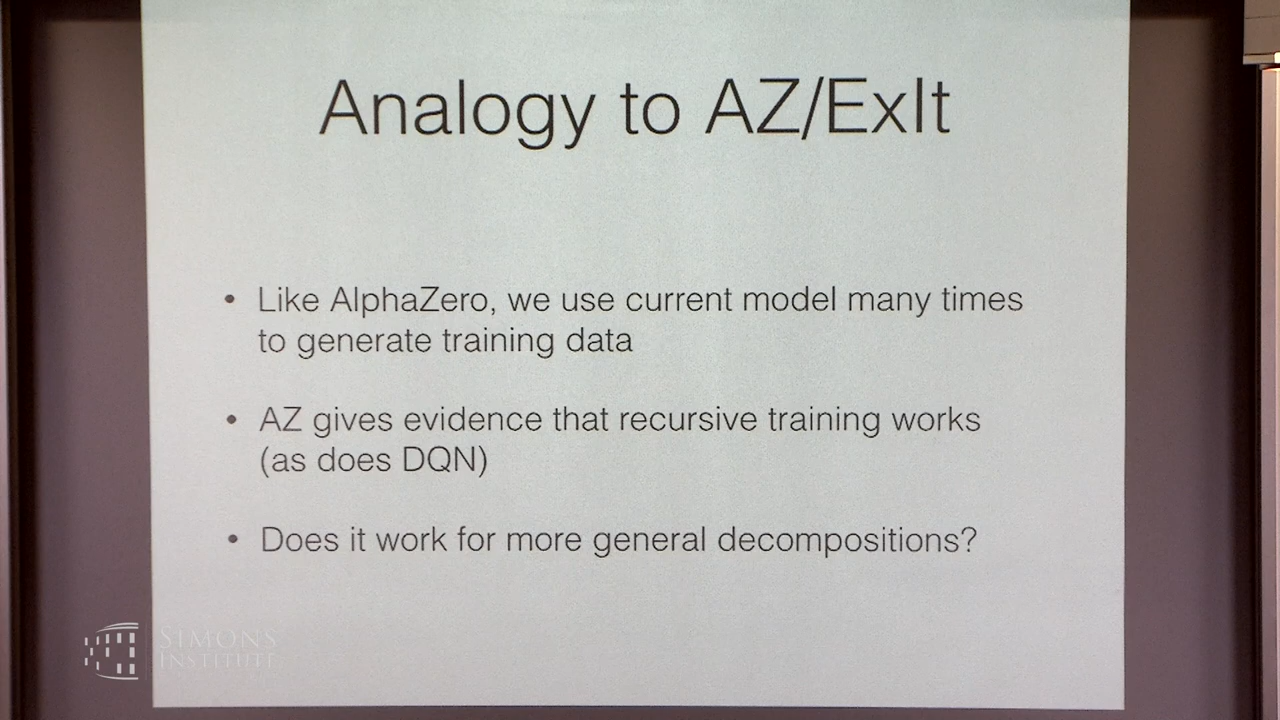 Analogy to AZ/ExIt
• Like AlphaZero, we use current model many times
to generate training data
• AZ gives evidence that recursive training works
(as does DQN)
• Does it work for more general decompositions?
SIMONS
INSTITUTE